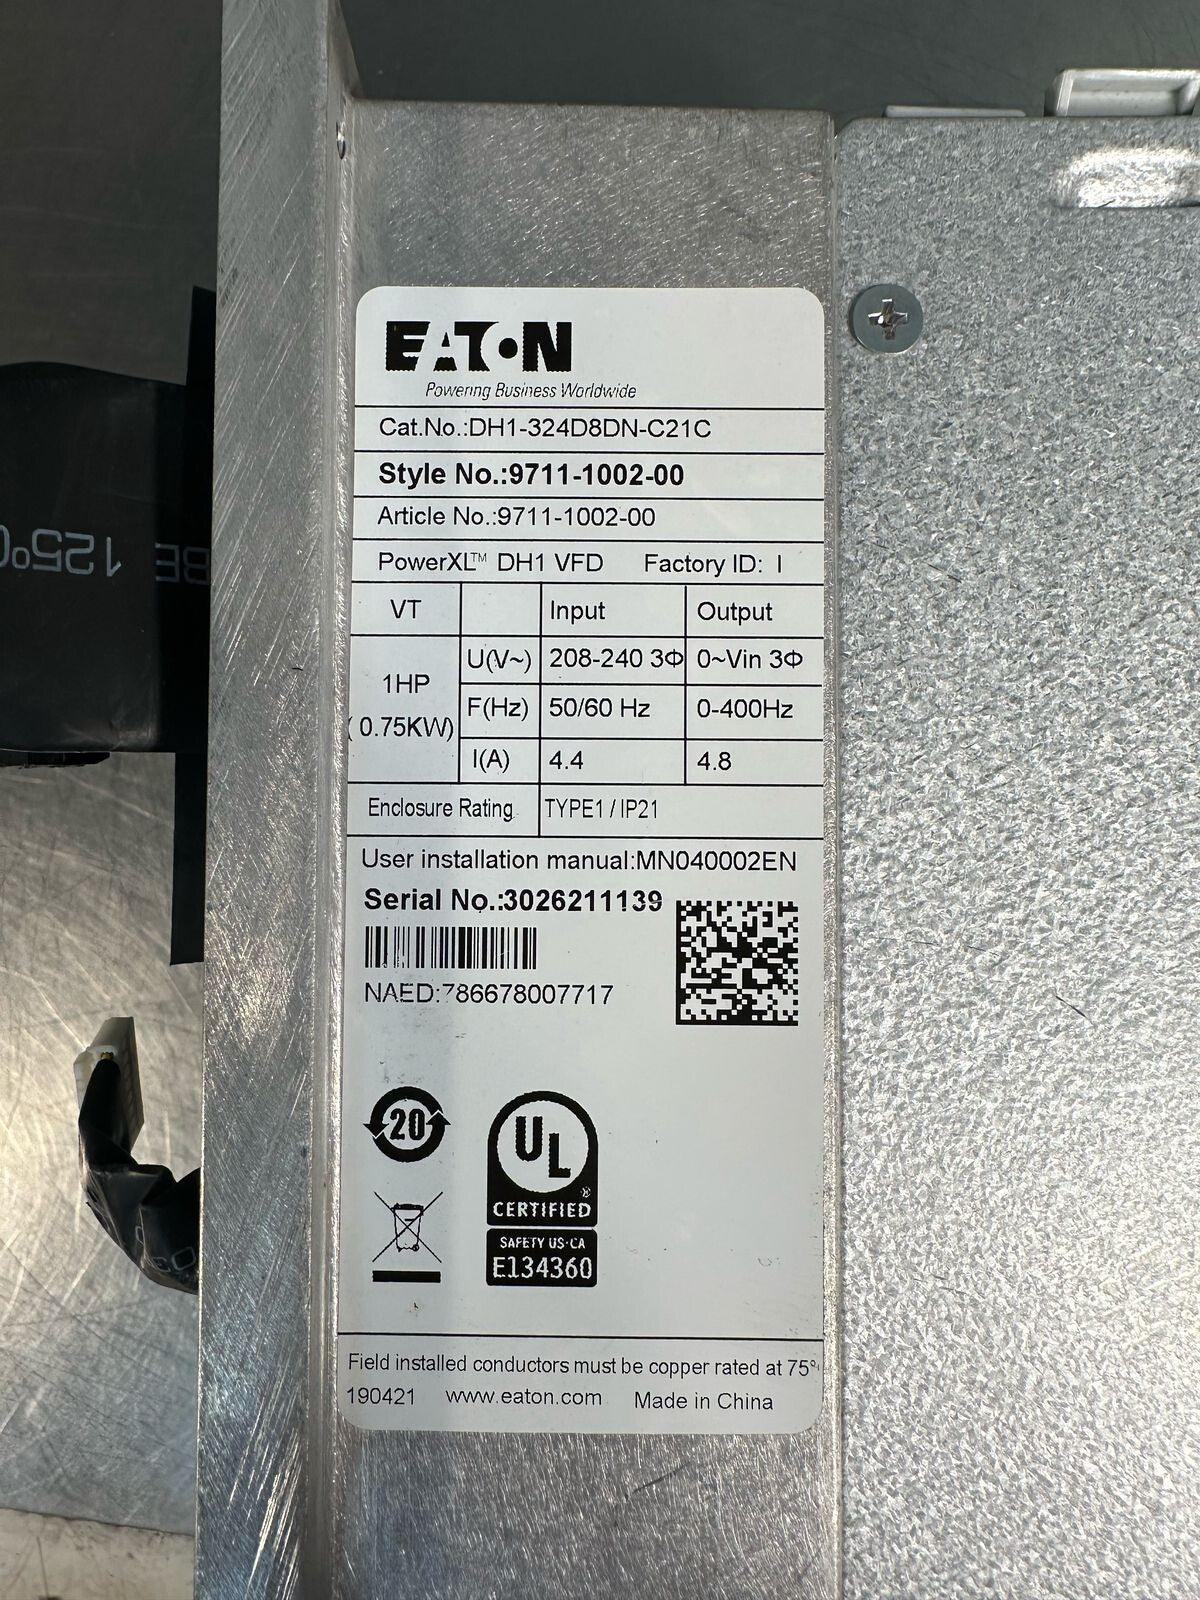 EATON
Powering Business Worldwide
Cat.No.:DH1-324D8DN-C21C
Style No.:9711-1002-00
Article No.:9711-1002-00
PowerXL™ DH1 VFD Factory ID: I
VT Input Output
1HP (0.75KW)
U(V~) 208-240 3Φ 0~Vin 3Φ
F(Hz) 50/60 Hz 0-400Hz
I(A) 4.4 4.8
Enclosure Rating TYPE1 / IP21
User installation manual:MN040002EN
Serial No.:3026211139
NAED:786678007717
20
UL
®
CERTIFIED
SAFETY US·CA
E134360
Field installed conductors must be copper rated at 75°
190421 www.eaton.com Made in China
125°